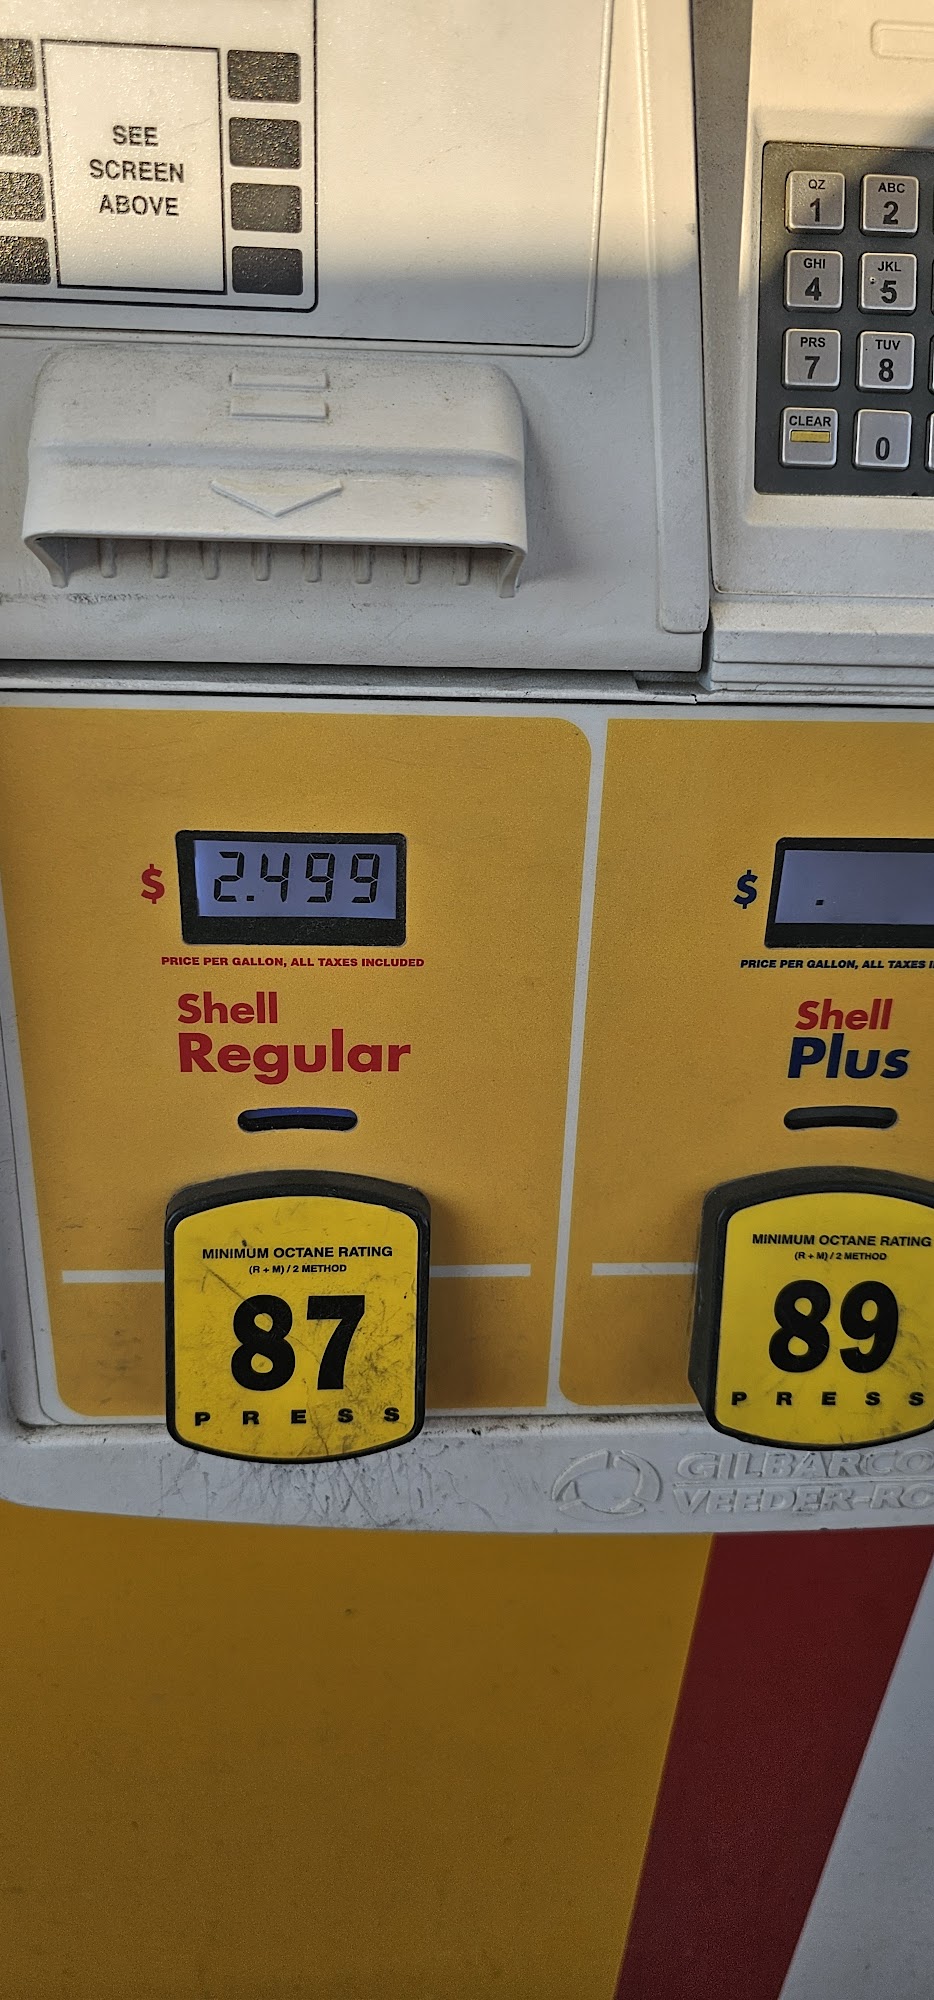 SEE
SCREEN
ABOVE
QZ
1
ABC
2
GHI
4
JKL
5
PRS
7
TUV
8
CLEAR
0
$ 2.499
PRICE PER GALLON, ALL TAXES INCLUDED
Shell
Regular
MINIMUM OCTANE RATING
(R + M) / 2 METHOD
87
PRESS
$ .
PRICE PER GALLON, ALL TAXES
Shell
Plus
MINIMUM OCTANE RATING
(R + M) / 2 METHOD
89
PRESS
GILBARCO
VEEDER-RO